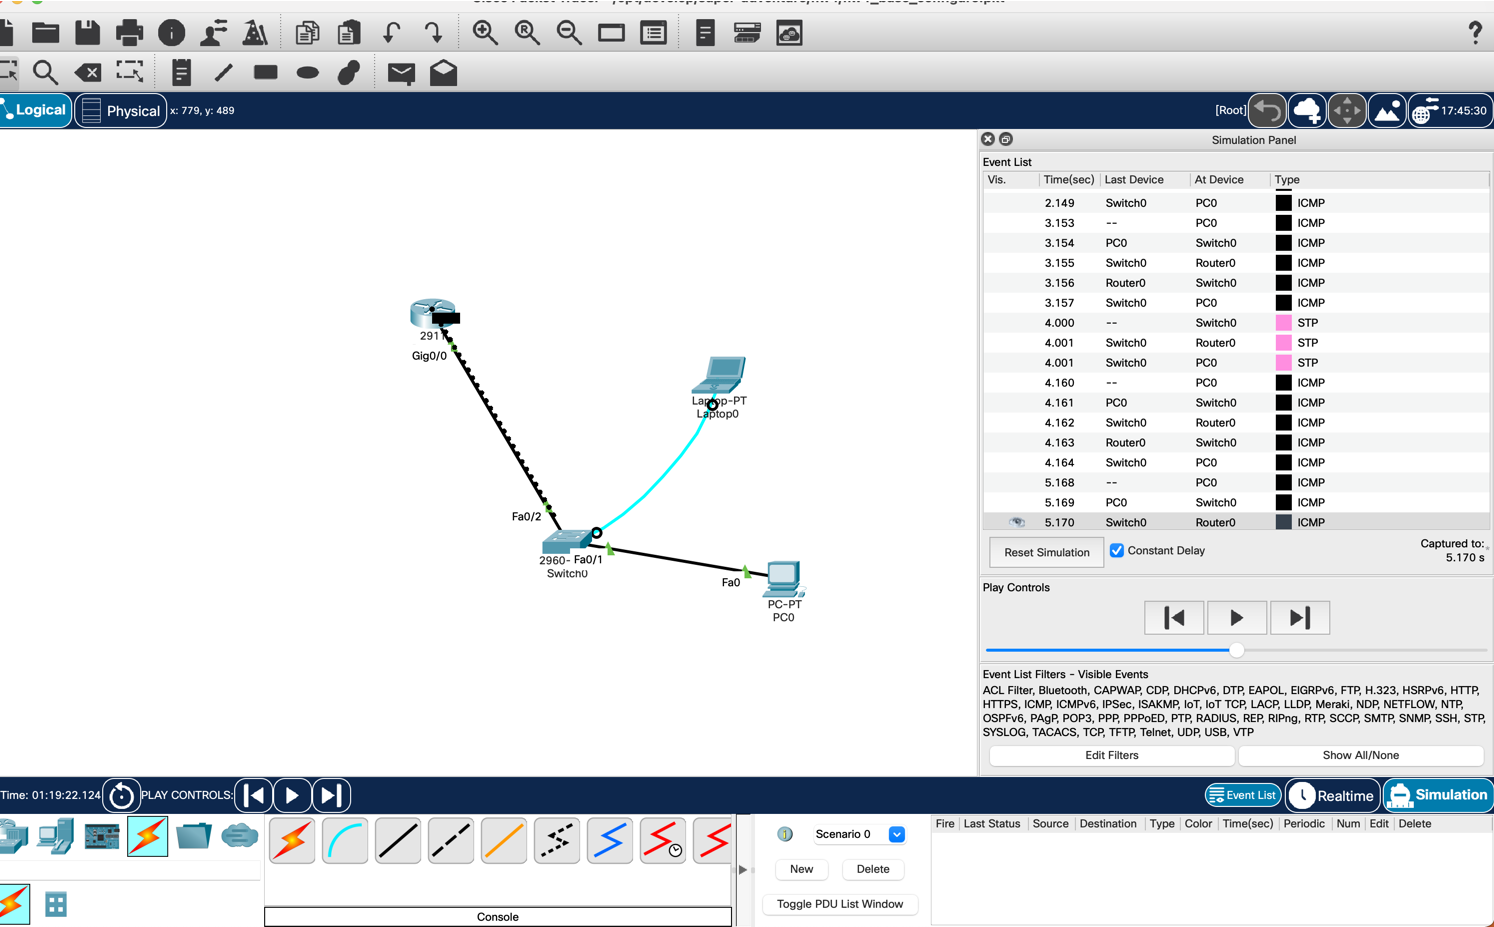 Logical
Physical
x: 779, y: 489
[Root]
17:45:30
Simulation Panel
Event List
Vis. Time(sec) Last Device At Device Type
2.149 Switch0 PC0 ICMP
3.153 -- PC0 ICMP
3.154 PC0 Switch0 ICMP
3.155 Switch0 Router0 ICMP
3.156 Router0 Switch0 ICMP
3.157 Switch0 PC0 ICMP
4.000 -- Switch0 STP
4.001 Switch0 Router0 STP
4.001 Switch0 PC0 STP
4.160 -- PC0 ICMP
4.161 PC0 Switch0 ICMP
4.162 Switch0 Router0 ICMP
4.163 Router0 Switch0 ICMP
4.164 Switch0 PC0 ICMP
5.168 -- PC0 ICMP
5.169 PC0 Switch0 ICMP
5.170 Switch0 Router0 ICMP
Reset Simulation
Constant Delay
Captured to:
5.170 s
Play Controls
Event List Filters - Visible Events
ACL Filter, Bluetooth, CAPWAP, CDP, DHCPv6, DTP, EAPOL, EIGRPv6, FTP, H.323, HSRPv6, HTTP,
HTTPS, ICMP, ICMPv6, IPSec, ISAKMP, IoT, IoT TCP, LACP, LLDP, Meraki, NDP, NETFLOW, NTP,
OSPFv6, PAgP, POP3, PPP, PPPoED, PTP, RADIUS, REP, RIPng, RTP, SCCP, SMTP, SNMP, SSH, STP,
SYSLOG, TACACS, TCP, TFTP, Telnet, UDP, USB, VTP
Edit Filters
Show All/None
2911
Gig0/0
Laptop-PT
Laptop0
Fa0/2
2960-
Fa0/1
Switch0
Fa0
PC-PT
PC0
Time: 01:19:22.124
PLAY CONTROLS:
Event List
Realtime
Simulation
Console
Scenario 0
New
Delete
Toggle PDU List Window
Fire Last Status Source Destination Type Color Time(sec) Periodic Num Edit Delete